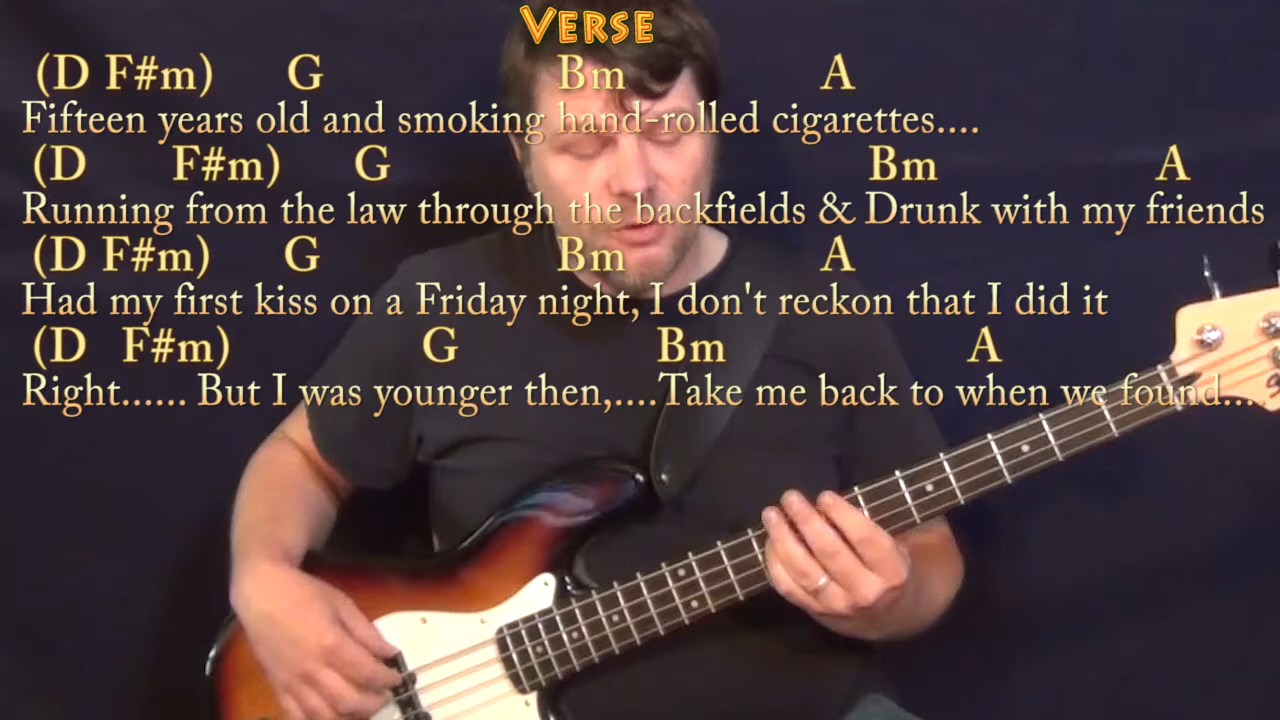 VERSE
(D F#m) G Bm A
Fifteen years old and smoking hand-rolled cigarettes....
(D F#m) G Bm A
Running from the law through the backfields & Drunk with my friends
(D F#m) G Bm A
Had my first kiss on a Friday night, I don't reckon that I did it
(D F#m) G Bm A
Right...... But I was younger then,....Take me back to when we found....